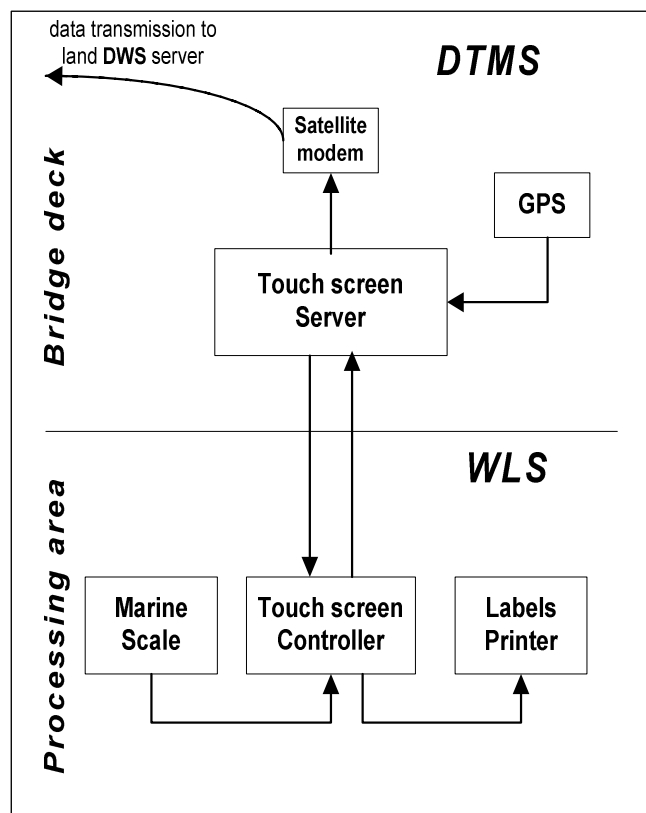 data transmission to
land DWS server
DTMS
Satellite
modem
GPS
Touch screen
Server
Bridge deck
WLS
Marine
Scale
Touch screen
Controller
Labels
Printer
Processing area